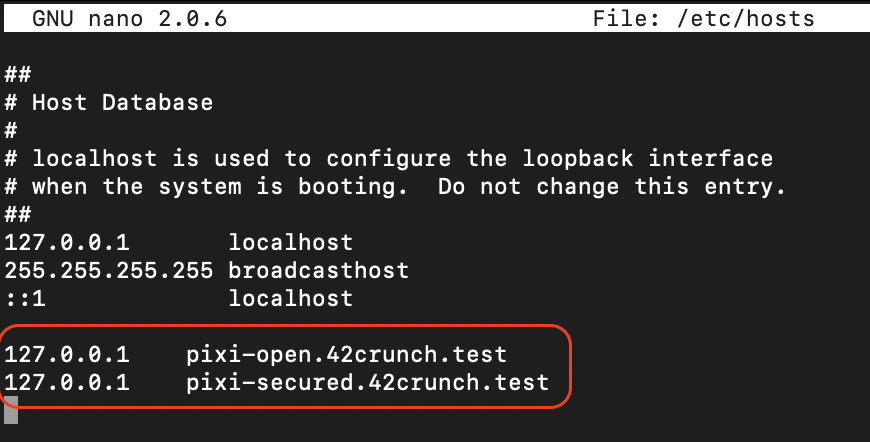 GNU nano 2.0.6 File: /etc/hosts
##
# Host Database
#
# localhost is used to configure the loopback interface
# when the system is booting.  Do not change this entry.
##
127.0.0.1       localhost
255.255.255.255 broadcasthost
::1             localhost
127.0.0.1    pixi-open.42crunch.test
127.0.0.1    pixi-secured.42crunch.test